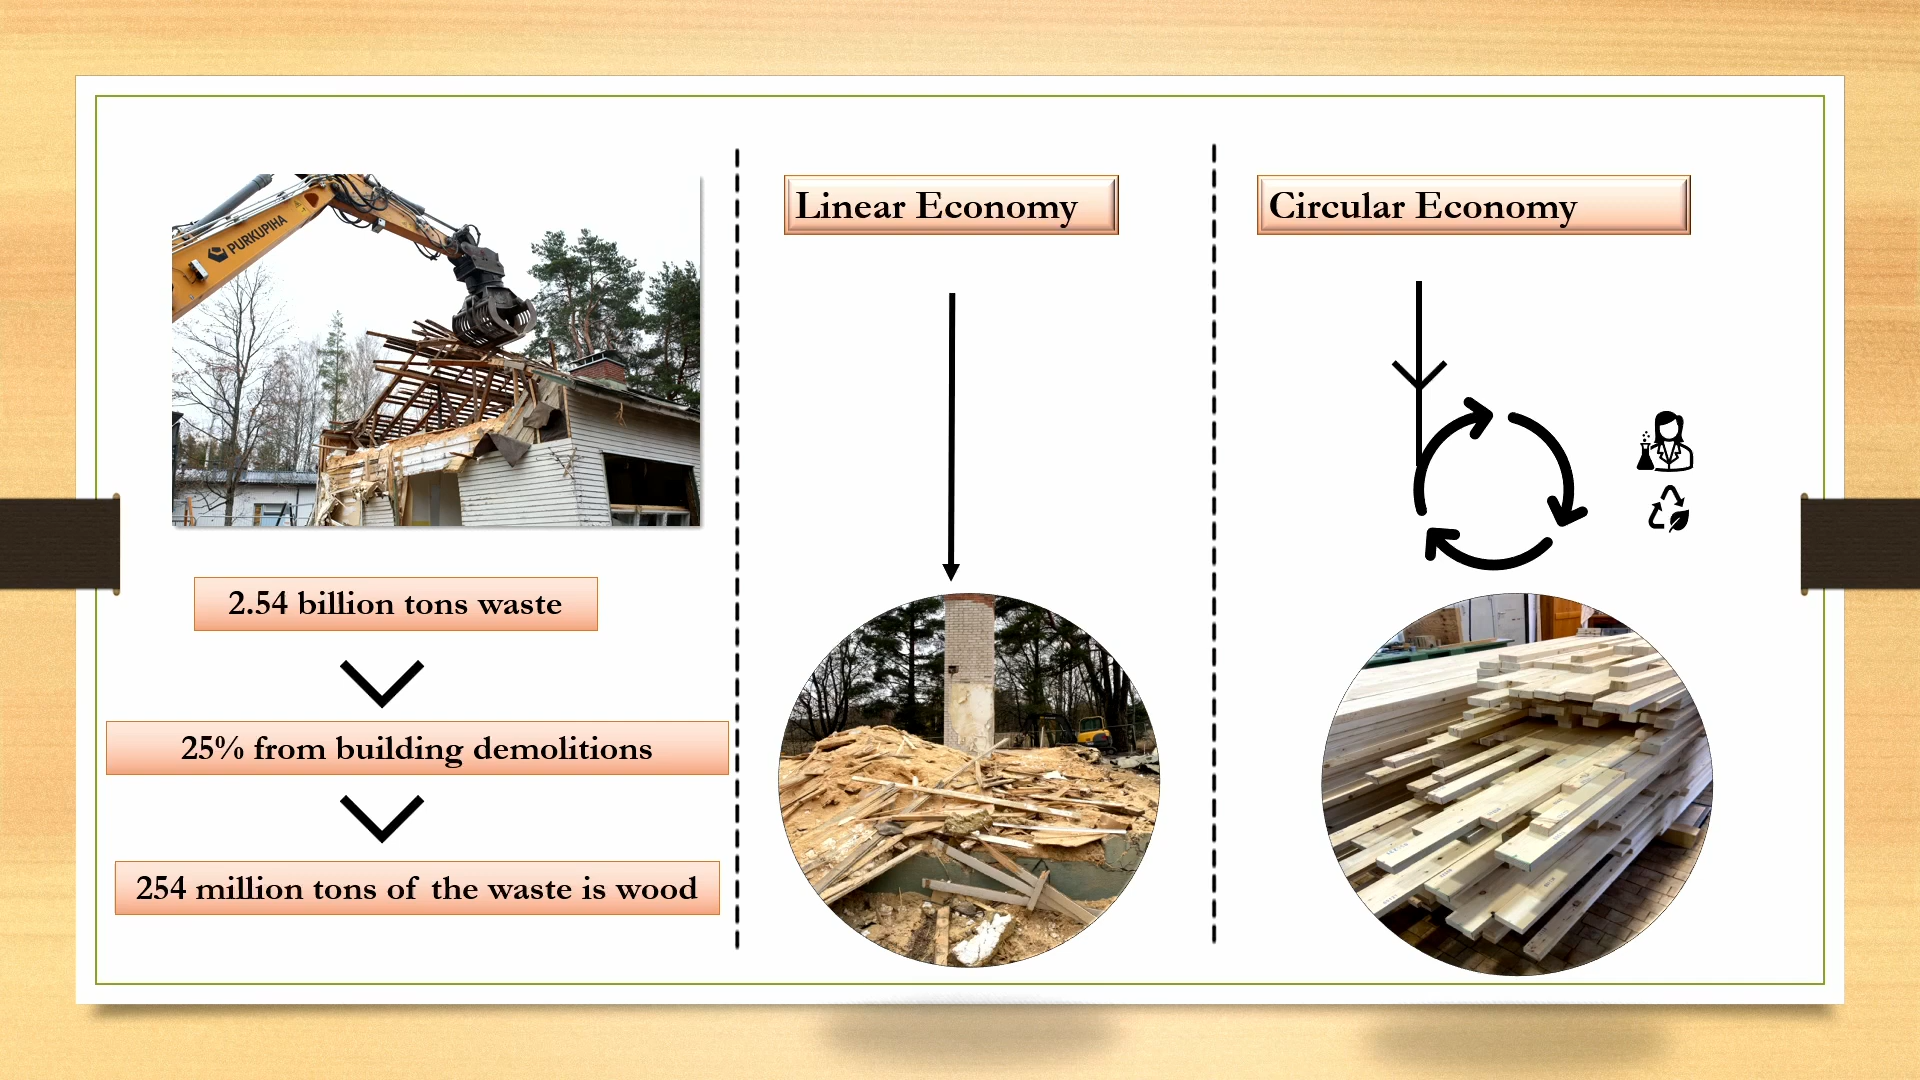 PURKUPIHA
2.54 billion tons waste
25% from building demolitions
254 million tons of the waste is wood
Linear Economy
Circular Economy